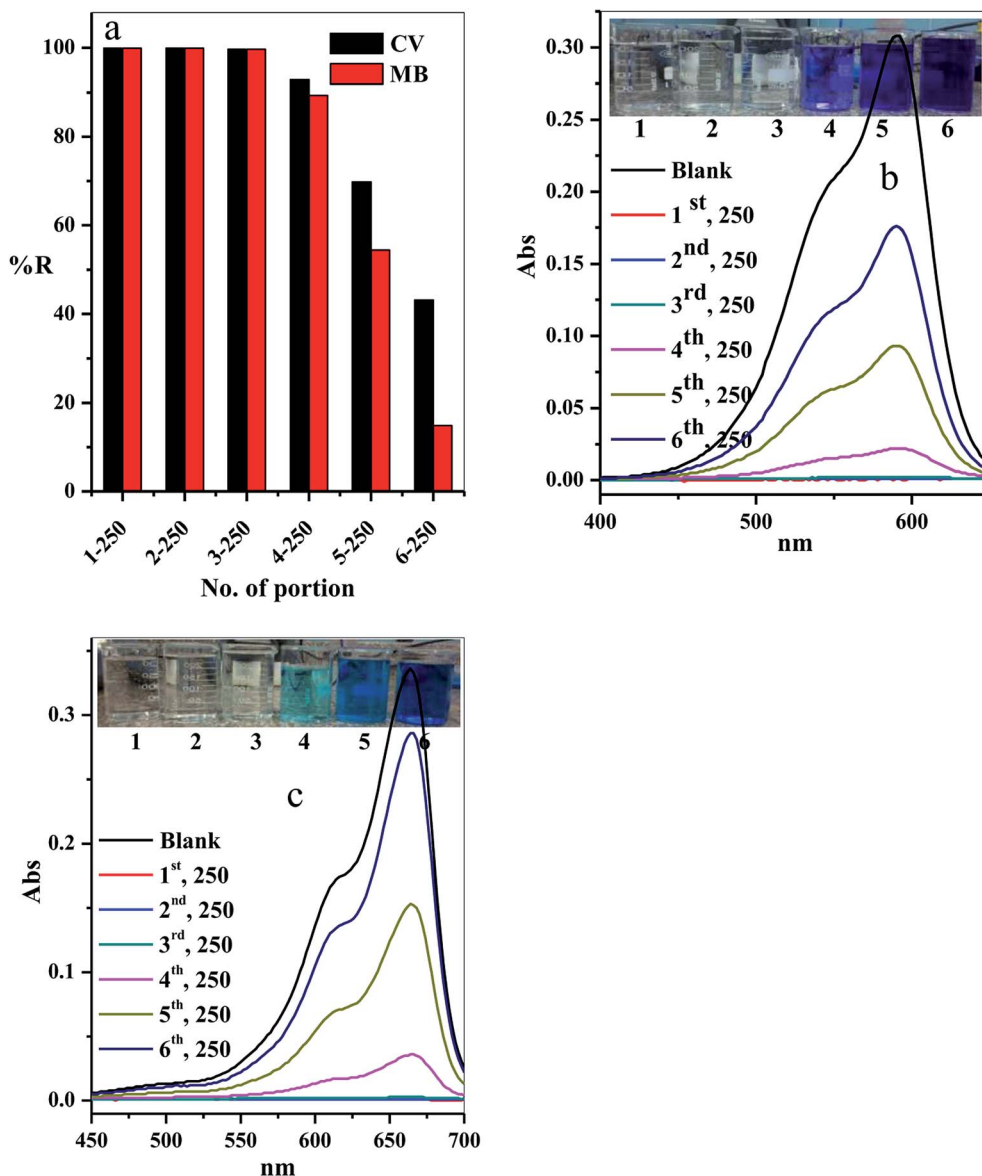 a
CV
MB
100
80
60
40
20
0
%R
1-250
2-250
3-250
4-250
5-250
6-250
No. of portion
1 2 3 4 5 6
b
Blank
1st, 250
2nd, 250
3rd, 250
4th, 250
5th, 250
6th, 250
Abs
0.30
0.25
0.20
0.15
0.10
0.05
0.00
400 500 600
nm
1 2 3 4 5 6
c
Blank
1st, 250
2nd, 250
3rd, 250
4th, 250
5th, 250
6th, 250
Abs
0.3
0.2
0.1
0.0
450 500 550 600 650 700
nm